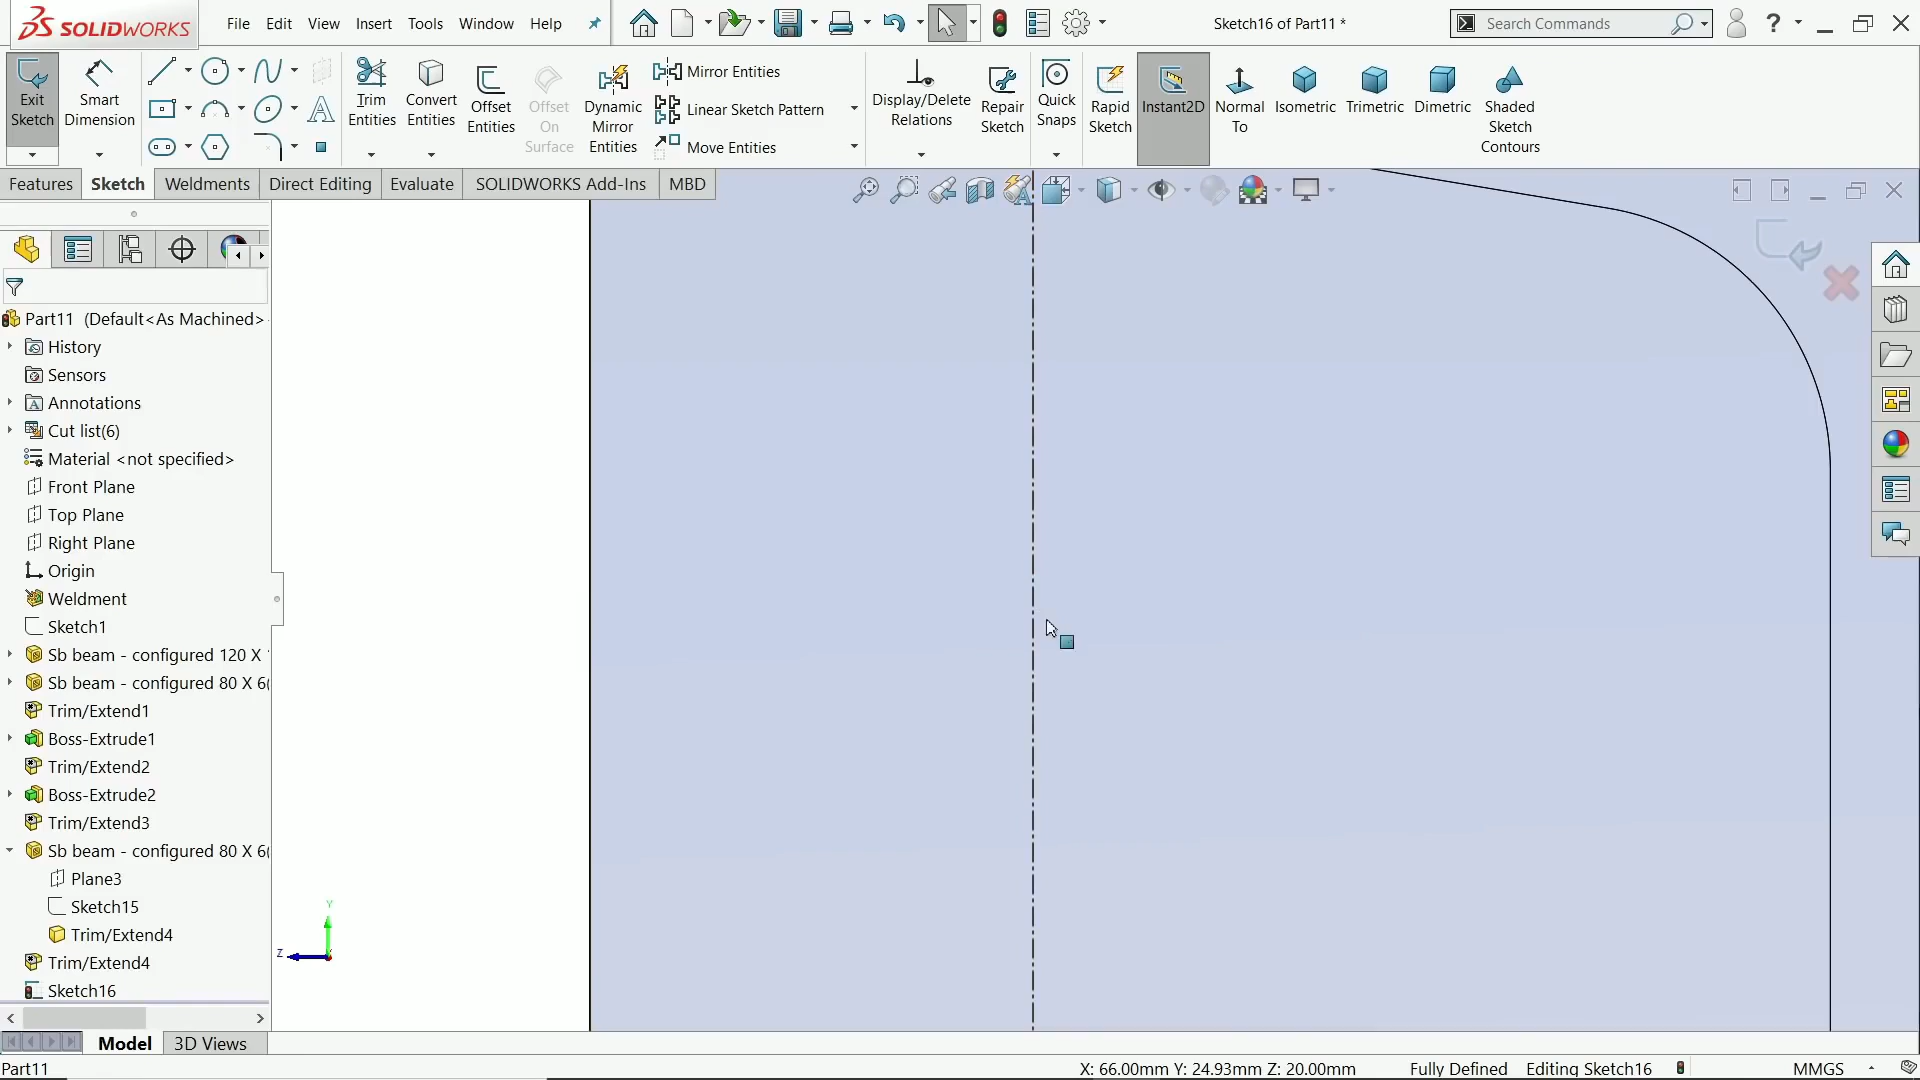 SOLIDWORKS
File Edit View Insert Tools Window Help
Sketch16 of Part11 *
Search Commands
?
Exit Sketch
Smart Dimension
Trim Entities
Convert Entities
Offset Entities
Offset On Surface
Dynamic Mirror Entities
Mirror Entities
Linear Sketch Pattern
Move Entities
Display/Delete Relations
Repair Sketch
Quick Snaps
Rapid Sketch
Instant2D
Normal To
Isometric
Trimetric
Dimetric
Shaded Sketch Contours
Features Sketch Weldments Direct Editing Evaluate SOLIDWORKS Add-Ins MBD
Part11 (Default<As Machined>
History
Sensors
Annotations
Cut list(6)
Material <not specified>
Front Plane
Top Plane
Right Plane
Origin
Weldment
Sketch1
Sb beam - configured 120 X
Sb beam - configured 80 X 6(
Trim/Extend1
Boss-Extrude1
Trim/Extend2
Boss-Extrude2
Trim/Extend3
Sb beam - configured 80 X 6(
Plane3
Sketch15
Trim/Extend4
Trim/Extend4
Sketch16
Y
Z
Model 3D Views
Part11 X: 66.00mm Y: 24.93mm Z: 20.00mm Fully Defined Editing Sketch16 MMGS